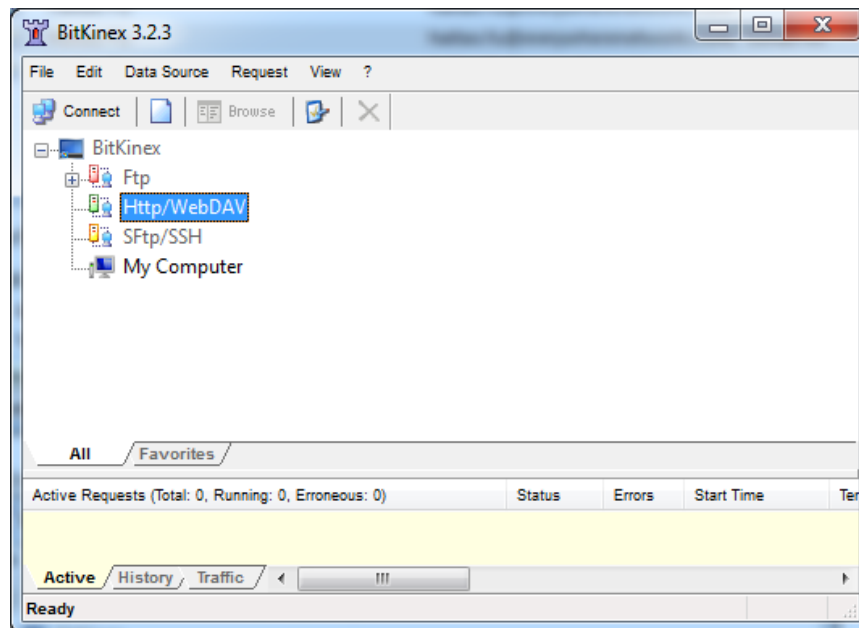 BitKinex 3.2.3
File Edit Data Source Request View ?
Connect Browse
BitKinex
Ftp
Http/WebDAV
SFtp/SSH
My Computer
All Favorites
Active Requests (Total: 0, Running: 0, Erroneous: 0) Status Errors Start Time Ter
Active History Traffic
Ready